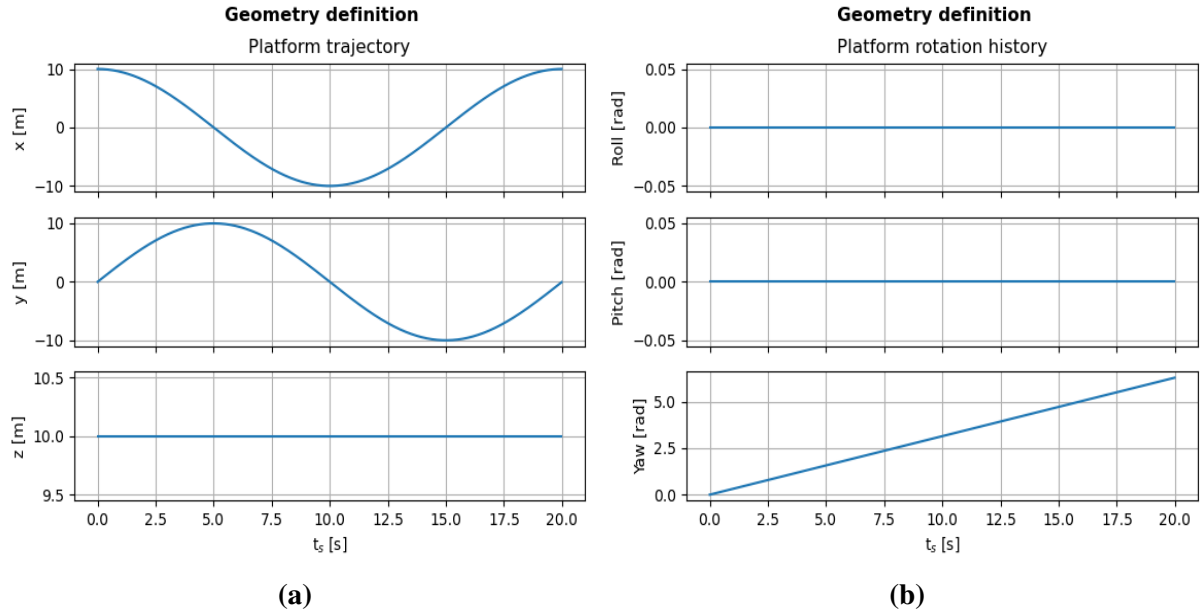 Geometry definition
Platform trajectory
10
0
−10
x [m]
10
0
−10
y [m]
10.5
10.0
9.5
z [m]
0.0 2.5 5.0 7.5 10.0 12.5 15.0 17.5 20.0
t_s [s]
(a)
Geometry definition
Platform rotation history
0.05
0.00
−0.05
Roll [rad]
0.05
0.00
−0.05
Pitch [rad]
5.0
2.5
0.0
Yaw [rad]
0.0 2.5 5.0 7.5 10.0 12.5 15.0 17.5 20.0
t_s [s]
(b)